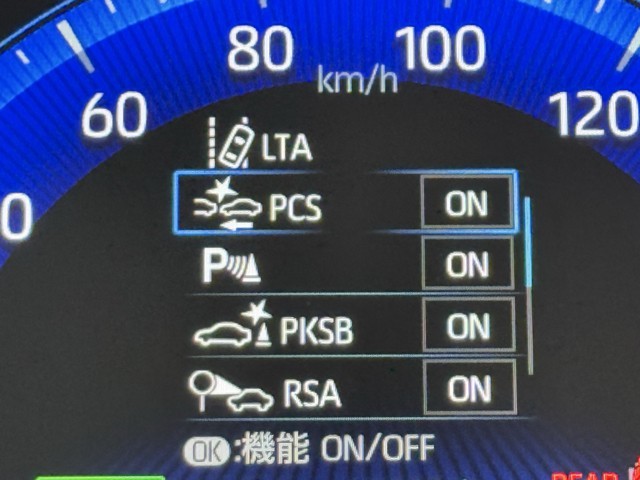 80 100
km/h
60 120
LTA
0
PCS ON
P ON
PKSB ON
RSA ON
OK :機能 ON/OFF
REAR